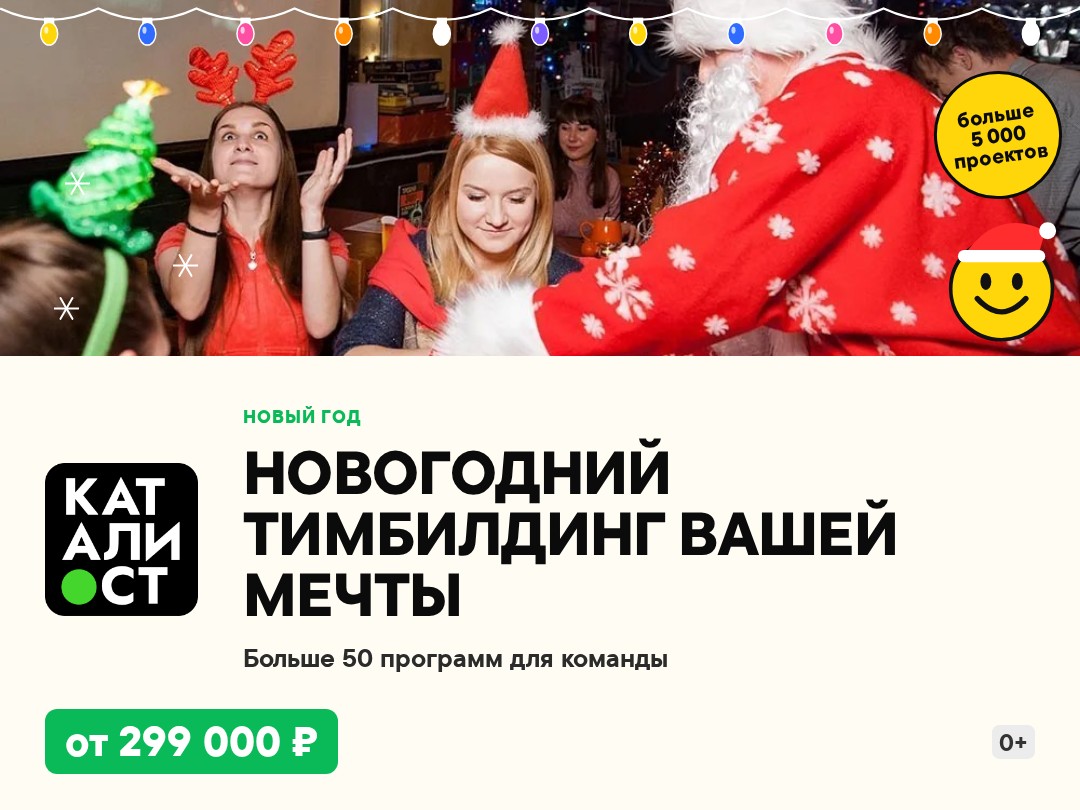 больше
5 000
проектов
НОВЫЙ ГОД
НОВОГОДНИЙ
ТИМБИЛДИНГ ВАШЕЙ
МЕЧТЫ
КАТ
АЛИ
СТ
Больше 50 программ для команды
от 299 000 ₽
0+